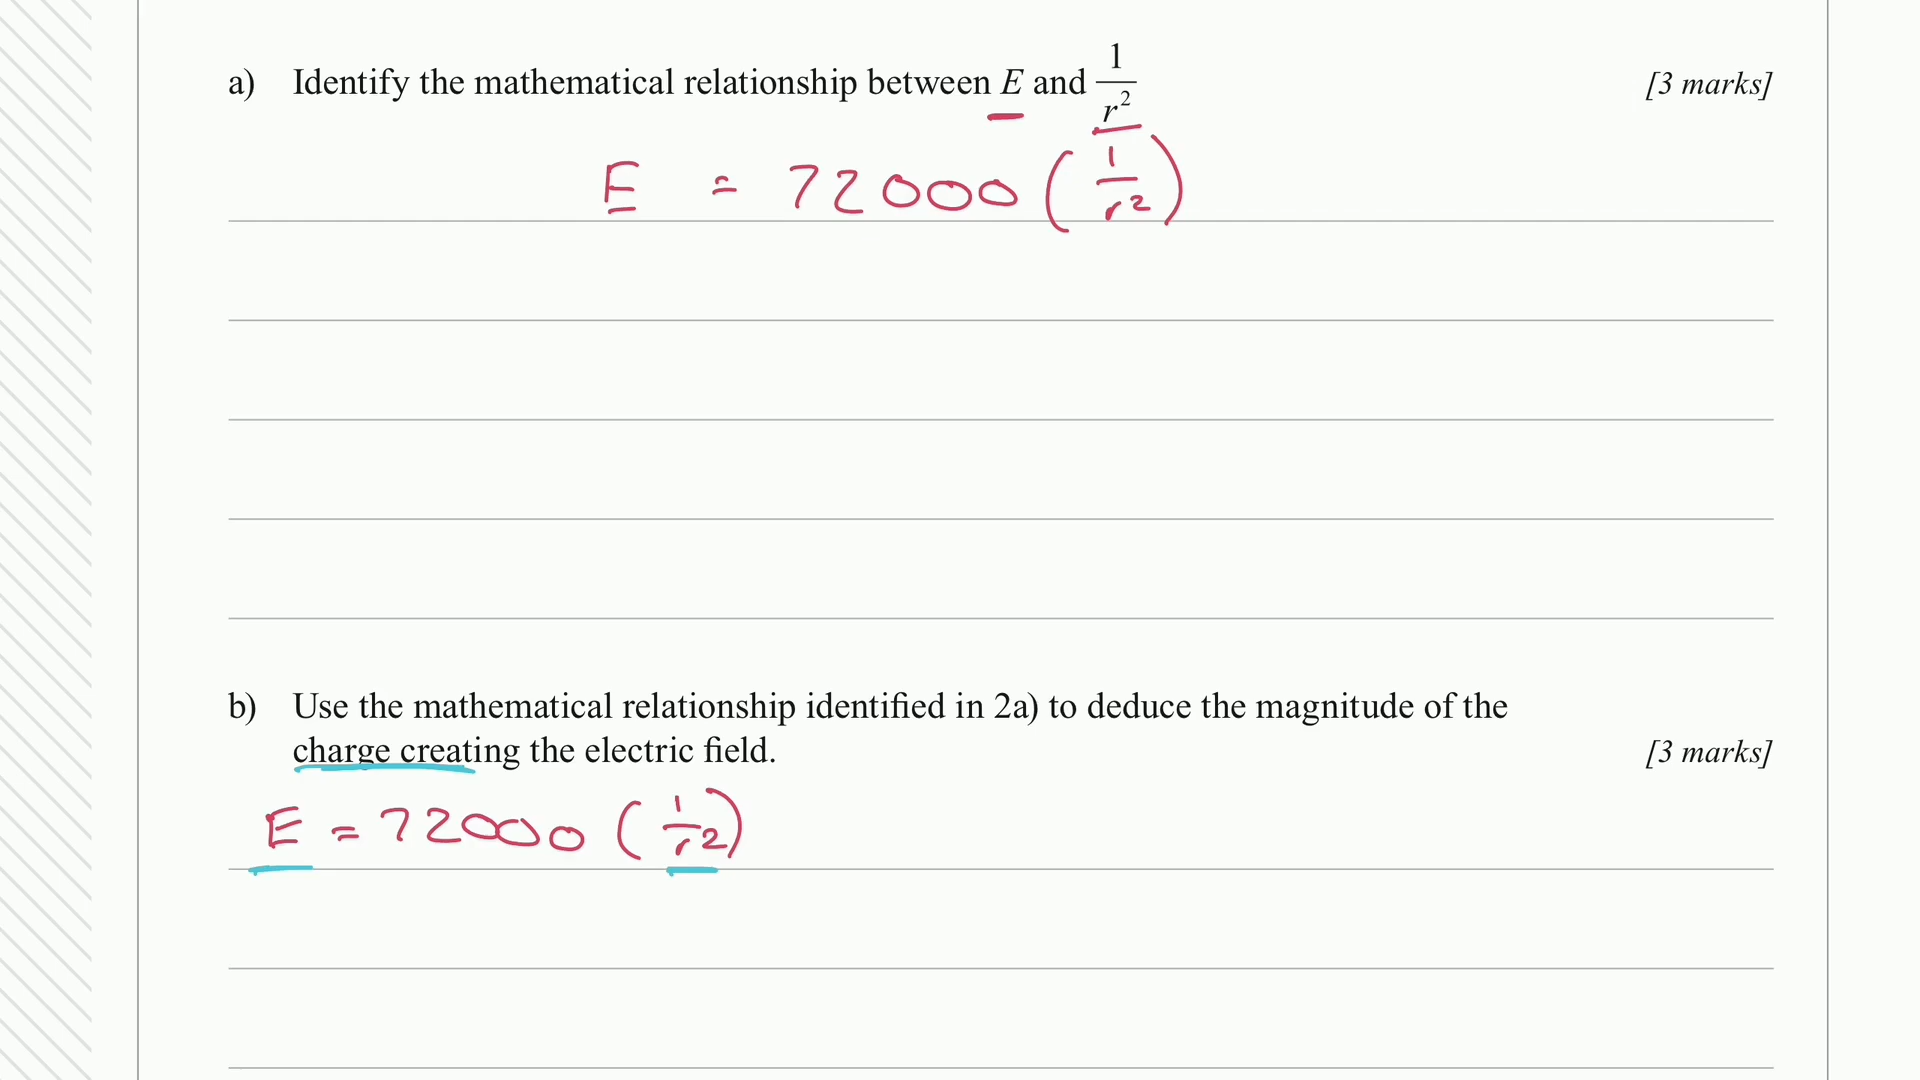 a) Identify the mathematical relationship between E and 1/r² [3 marks]
E = 72000 (1/r²)
b) Use the mathematical relationship identified in 2a) to deduce the magnitude of the
charge creating the electric field. [3 marks]
E = 72000 (1/r²)